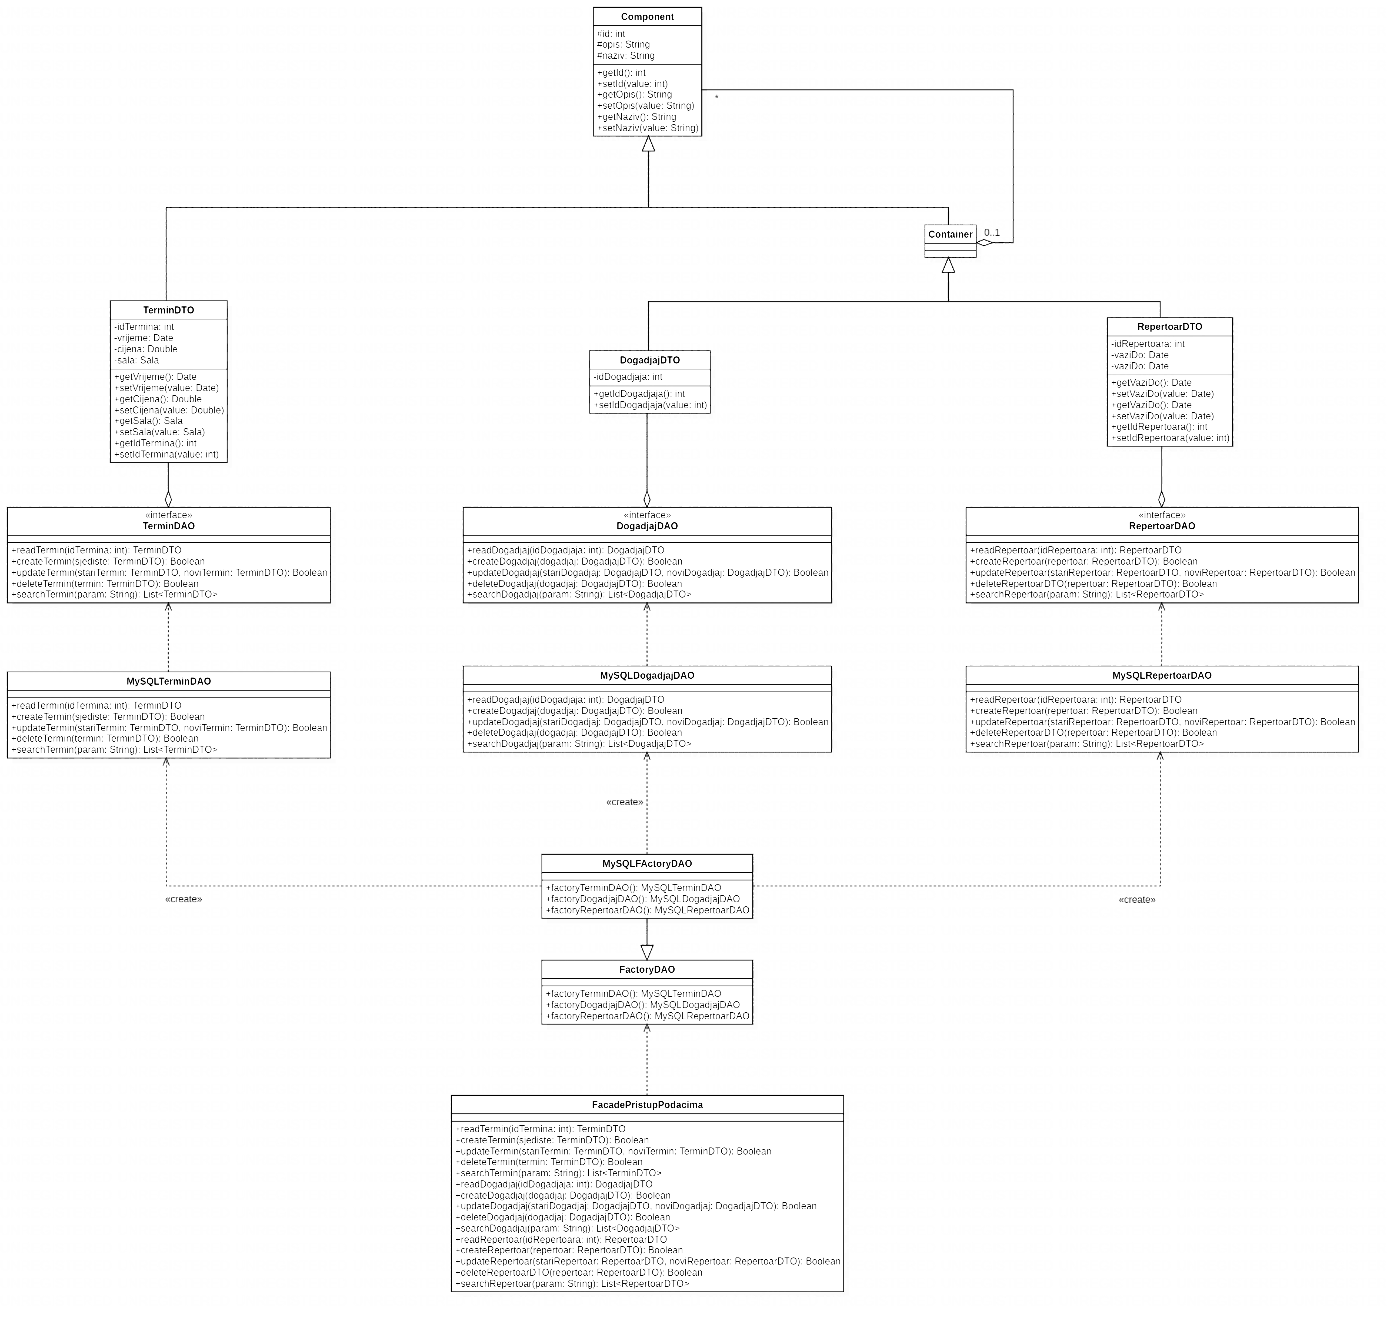 Component
#id: int
#opis: String
#naziv: String
+getId(): int
+setId(value: int)
+getOpis(): String
+setOpis(value: String)
+getNaziv(): String
+setNaziv(value: String)
*
Container
0..1
TerminDTO
-idTermina: int
-vrijeme: Date
-cijena: Double
-sala: Sala
+getVrijeme(): Date
+setVrijeme(value: Date)
+getCijena(): Double
+setCijena(value: Double)
+getSala(): Sala
+setSala(value: Sala)
+getIdTermina(): int
+setIdTermina(value: int)
DogadjajDTO
-idDogadjaja: int
+getIdDogadjaja(): int
+setIdDogadjaja(value: int)
RepertoarDTO
-idRepertoara: int
-vaziDo: Date
-vaziDo: Date
+getVaziDo(): Date
+setVaziDo(value: Date)
+getVaziDo(): Date
+setVaziDo(value: Date)
+getIdRepertoara(): int
+setIdRepertoara(value: int)
«interface»
TerminDAO
+readTermin(idTermina: int): TerminDTO
+createTermin(sjediste: TerminDTO): Boolean
+updateTermin(stariTermin: TerminDTO, noviTermin: TerminDTO): Boolean
+deleteTermin(termin: TerminDTO): Boolean
+searchTermin(param: String): List<TerminDTO>
«interface»
DogadjajDAO
+readDogadjaj(idDogadjaja: int): DogadjajDTO
+createDogadjaj(dogadjaj: DogadjajDTO): Boolean
+updateDogadjaj(stariDogadjaj: DogadjajDTO, noviDogadjaj: DogadjajDTO): Boolean
+deleteDogadjaj(dogadjaj: DogadjajDTO): Boolean
+searchDogadjaj(param: String): List<DogadjajDTO>
«interface»
RepertoarDAO
+readRepertoar(idRepertoara: int): RepertoarDTO
+createRepertoar(repertoar: RepertoarDTO): Boolean
+updateRepertoar(stariRepertoar: RepertoarDTO, noviRepertoar: RepertoarDTO): Boolean
+deleteRepertoarDTO(repertoar: RepertoarDTO): Boolean
+searchRepertoar(param: String): List<RepertoarDTO>
MySQLTerminDAO
+readTermin(idTermina: int): TerminDTO
+createTermin(sjediste: TerminDTO): Boolean
+updateTermin(stariTermin: TerminDTO, noviTermin: TerminDTO): Boolean
+deleteTermin(termin: TerminDTO): Boolean
+searchTermin(param: String): List<TerminDTO>
MySQLDogadjajDAO
+readDogadjaj(idDogadjaja: int): DogadjajDTO
+createDogadjaj(dogadjaj: DogadjajDTO): Boolean
+updateDogadjaj(stariDogadjaj: DogadjajDTO, noviDogadjaj: DogadjajDTO): Boolean
+deleteDogadjaj(dogadjaj: DogadjajDTO): Boolean
+searchDogadjaj(param: String): List<DogadjajDTO>
MySQLRepertoarDAO
+readRepertoar(idRepertoara: int): RepertoarDTO
+createRepertoar(repertoar: RepertoarDTO): Boolean
+updateRepertoar(stariRepertoar: RepertoarDTO, noviRepertoar: RepertoarDTO): Boolean
+deleteRepertoarDTO(repertoar: RepertoarDTO): Boolean
+searchRepertoar(param: String): List<RepertoarDTO>
«create»
MySQLFActoryDAO
+factoryTerminDAO(): MySQLTerminDAO
+factoryDogadjajDAO(): MySQLDogadjajDAO
+factoryRepertoarDAO(): MySQLRepertoarDAO
«create»
«create»
FactoryDAO
+factoryTerminDAO(): MySQLTerminDAO
+factoryDogadjajDAO(): MySQLDogadjajDAO
+factoryRepertoarDAO(): MySQLRepertoarDAO
FacadePristupPodacima
+readTermin(idTermina: int): TerminDTO
+createTermin(sjediste: TerminDTO): Boolean
+updateTermin(stariTermin: TerminDTO, noviTermin: TerminDTO): Boolean
+deleteTermin(termin: TerminDTO): Boolean
+searchTermin(param: String): List<TerminDTO>
+readDogadjaj(idDogadjaja: int): DogadjajDTO
+createDogadjaj(dogadjaj: DogadjajDTO): Boolean
+updateDogadjaj(stariDogadjaj: DogadjajDTO, noviDogadjaj: DogadjajDTO): Boolean
+deleteDogadjaj(dogadjaj: DogadjajDTO): Boolean
+searchDogadjaj(param: String): List<DogadjajDTO>
+readRepertoar(idRepertoara: int): RepertoarDTO
+createRepertoar(repertoar: RepertoarDTO): Boolean
+updateRepertoar(stariRepertoar: RepertoarDTO, noviRepertoar: RepertoarDTO): Boolean
+deleteRepertoarDTO(repertoar: RepertoarDTO): Boolean
+searchRepertoar(param: String): List<RepertoarDTO>